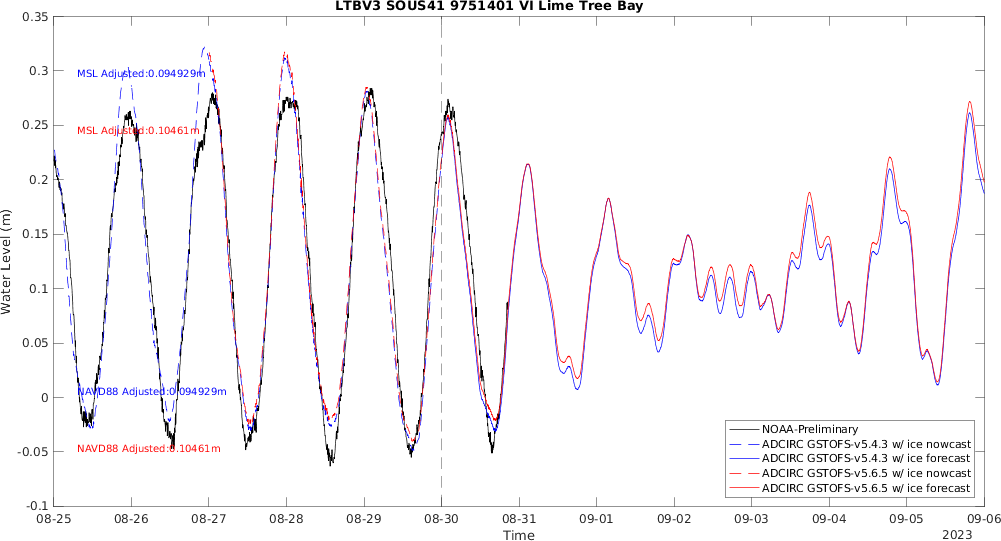 LTBV3 SOUS41 9751401 VI Lime Tree Bay
0.35
0.3
0.25
0.2
0.15
0.1
0.05
0
-0.05
-0.1
Water Level (m)
MSL Adjusted:0.094929m
MSL Adjusted:0.10461m
NAVD88 Adjusted:0.094929m
NAVD88 Adjusted:0.10461m
NOAA-Preliminary
ADCIRC GSTOFS-v5.4.3 w/ ice nowcast
ADCIRC GSTOFS-v5.4.3 w/ ice forecast
ADCIRC GSTOFS-v5.6.5 w/ ice nowcast
ADCIRC GSTOFS-v5.6.5 w/ ice forecast
08-25 08-26 08-27 08-28 08-29 08-30 08-31 09-01 09-02 09-03 09-04 09-05 09-06
Time
2023